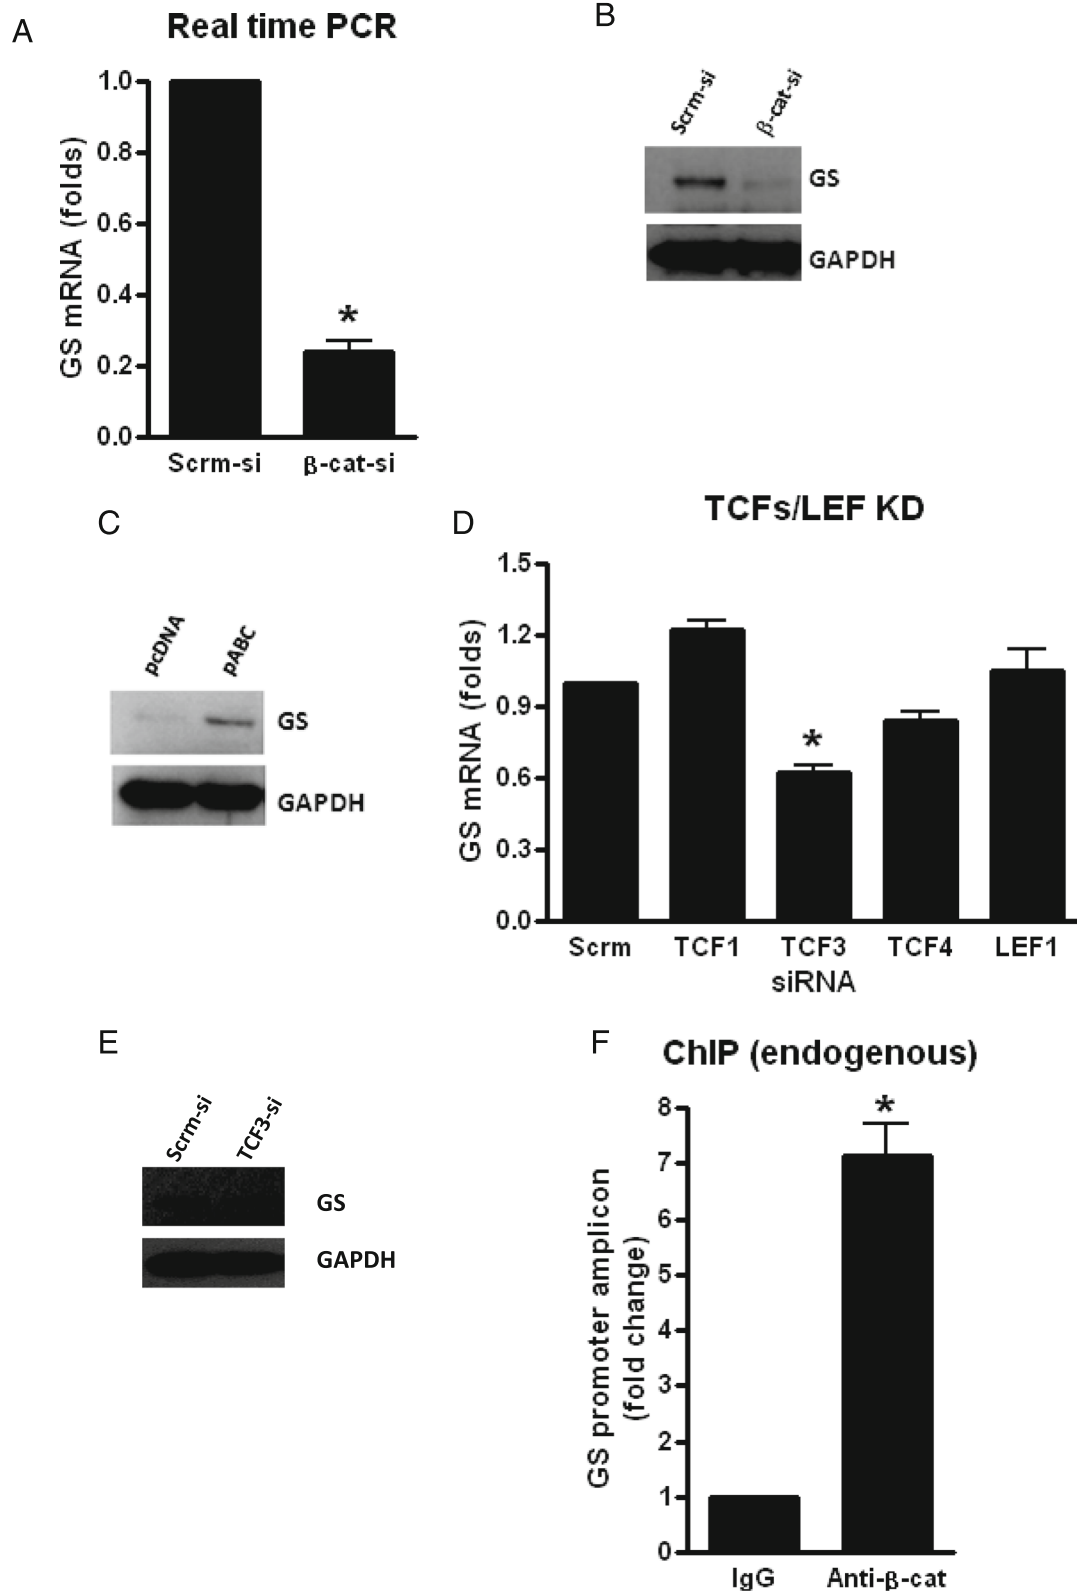 A
Real time PCR
GS mRNA (folds)
1.0
0.8
0.6
0.4
0.2
0.0
*
Scrm-si
β-cat-si
B
Scrm-si
β-cat-si
GS
GAPDH
C
pcDNA
pABC
GS
GAPDH
D
TCFs/LEF KD
GS mRNA (folds)
1.5
1.2
0.9
0.6
0.3
0.0
*
Scrm
TCF1
TCF3
TCF4
LEF1
siRNA
E
Scrm-si
TCF3-si
GS
GAPDH
F
ChIP (endogenous)
GS promoter amplicon
(fold change)
8
7
6
5
4
3
2
1
0
*
IgG
Anti-β-cat